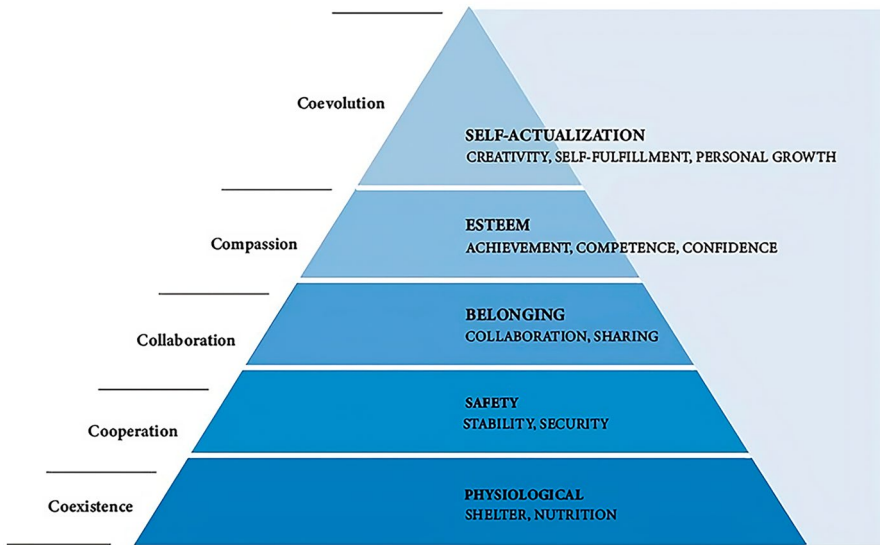 Coevolution
SELF-ACTUALIZATION
CREATIVITY, SELF-FULFILLMENT, PERSONAL GROWTH
Compassion
ESTEEM
ACHIEVEMENT, COMPETENCE, CONFIDENCE
Collaboration
BELONGING
COLLABORATION, SHARING
Cooperation
SAFETY
STABILITY, SECURITY
Coexistence
PHYSIOLOGICAL
SHELTER, NUTRITION